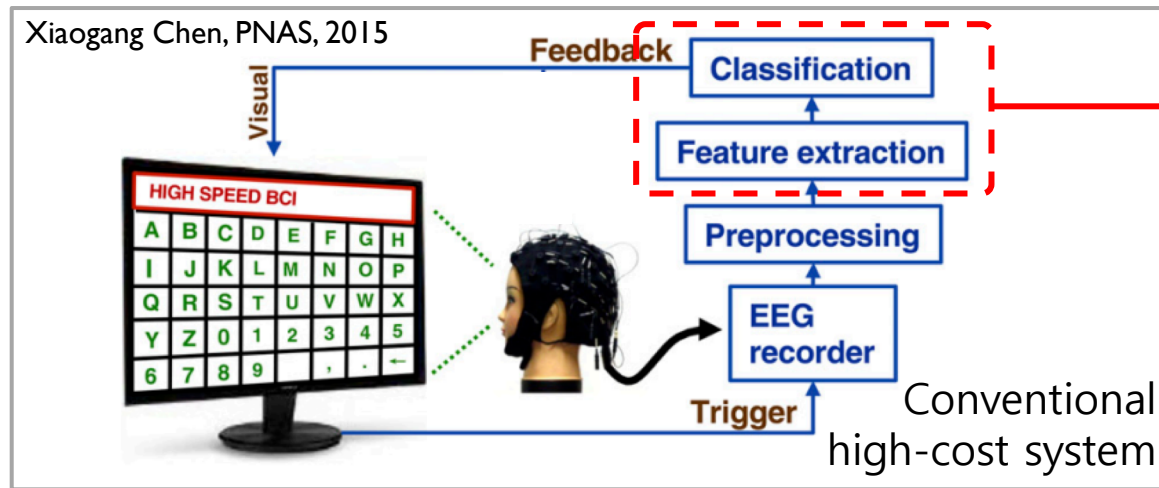 Xiaogang Chen, PNAS, 2015
Feedback
Classification
Visual
Feature extraction
HIGH SPEED BCI
A B C D E F G H
I J K L M N O P
Q R S T U V W X
Y Z 0 1 2 3 4 5
6 7 8 9 , . ←
Preprocessing
EEG
recorder
Trigger
Conventional
high-cost system